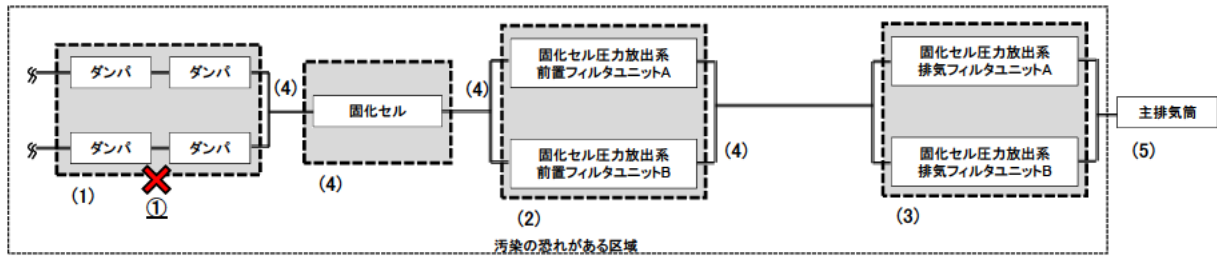 ダンパ
ダンパ
ダンパ
ダンパ
(1)
①
(4)
固化セル
(4)
(4)
固化セル圧力放出系
前置フィルタユニットA
固化セル圧力放出系
前置フィルタユニットB
(2)
(4)
固化セル圧力放出系
排気フィルタユニットA
固化セル圧力放出系
排気フィルタユニットB
(3)
主排気筒
(5)
汚染の恐れがある区域